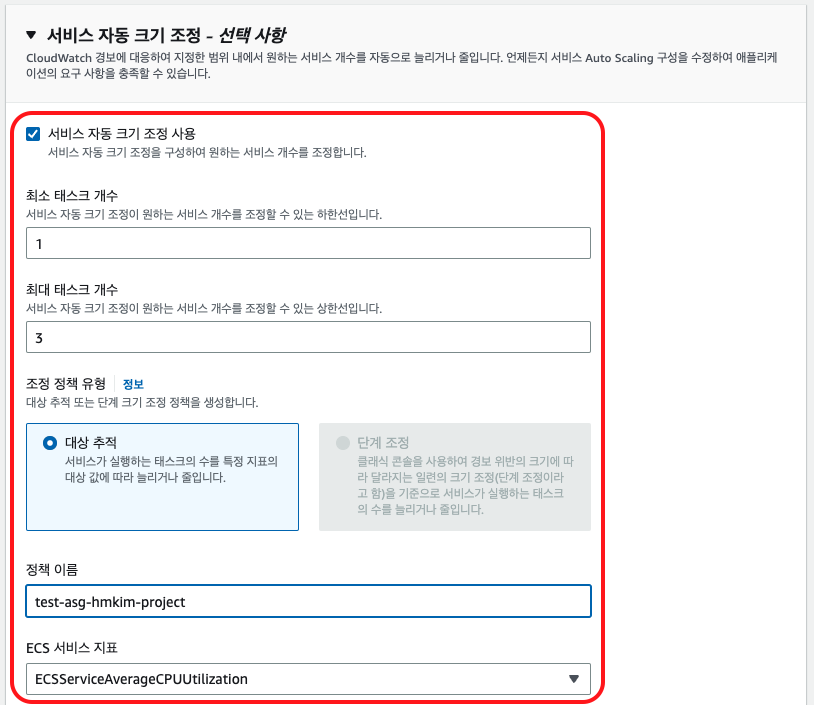 ▼ 서비스 자동 크기 조정 - 선택 사항
CloudWatch 경보에 대응하여 지정한 범위 내에서 원하는 서비스 개수를 자동으로 늘리거나 줄입니다. 언제든지 서비스 Auto Scaling 구성을 수정하여 애플리케
이션의 요구 사항을 충족할 수 있습니다.
서비스 자동 크기 조정 사용
서비스 자동 크기 조정을 구성하여 원하는 서비스 개수를 조정합니다.
최소 태스크 개수
서비스 자동 크기 조정이 원하는 서비스 개수를 조정할 수 있는 하한선입니다.
1
최대 태스크 개수
서비스 자동 크기 조정이 원하는 서비스 개수를 조정할 수 있는 상한선입니다.
3
조정 정책 유형 정보
대상 추적 또는 단계 크기 조정 정책을 생성합니다.
대상 추적
서비스가 실행하는 태스크의 수를 특정 지표의
대상 값에 따라 늘리거나 줄입니다.
단계 조정
클래식 콘솔을 사용하여 경보 위반의 크기에 따
라 달라지는 일련의 크기 조정(단계 조정이라
고 함)을 기준으로 서비스가 실행하는 태스크
의 수를 늘리거나 줄입니다.
정책 이름
test-asg-hmkim-project
ECS 서비스 지표
ECSServiceAverageCPUUtilization